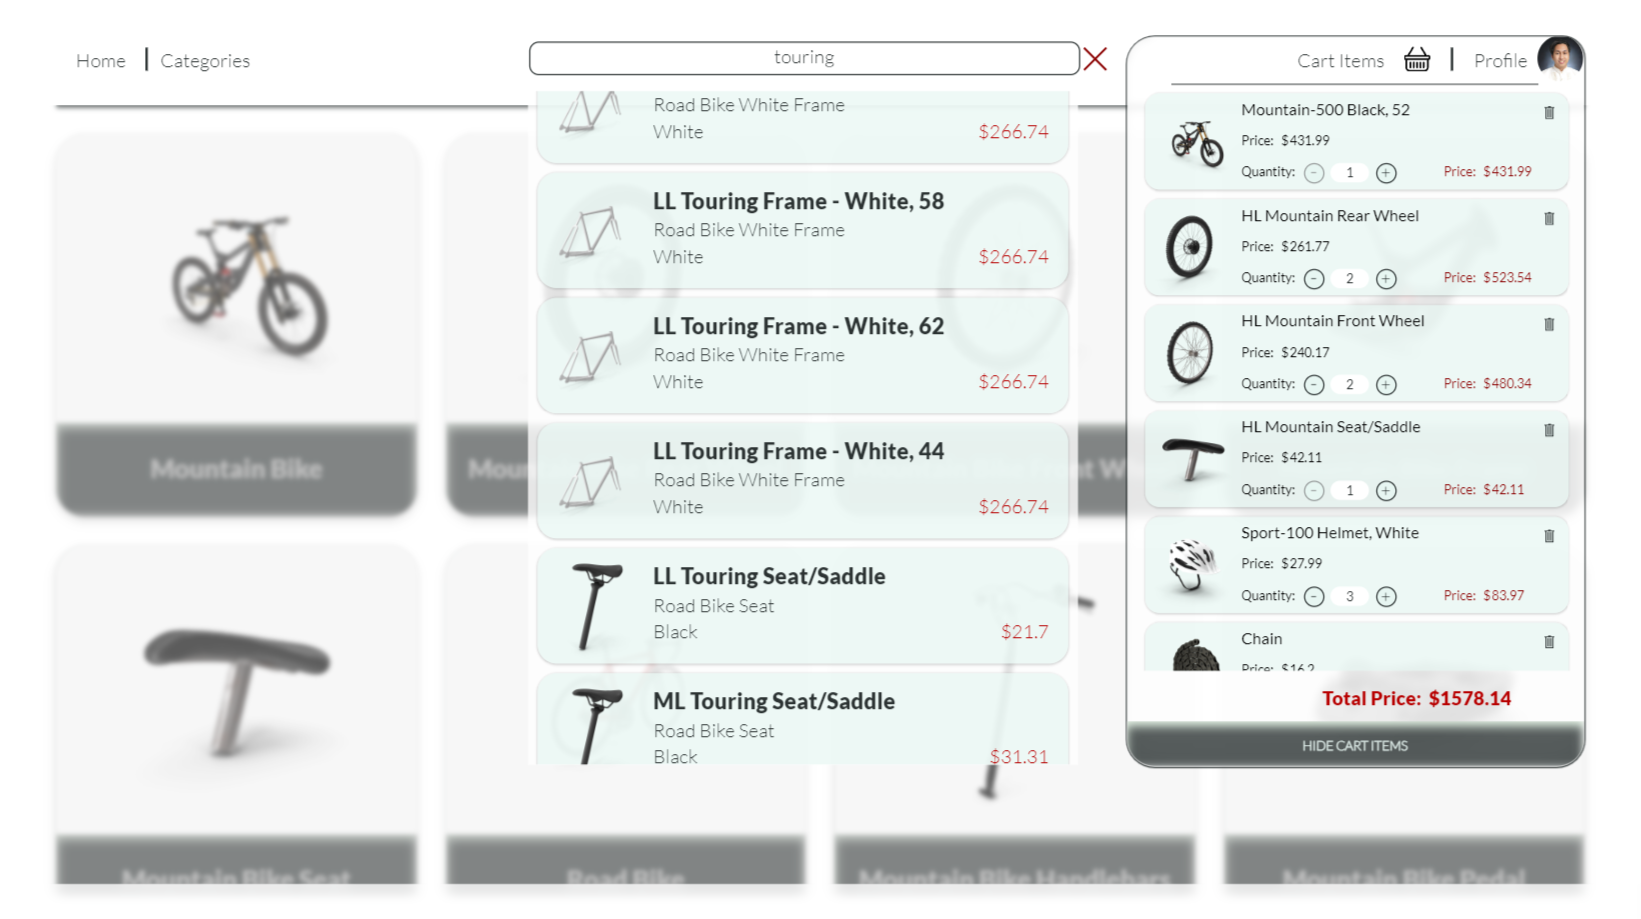 Home
Categories
touring
Cart Items
Profile
Road Bike White Frame
White
$266.74
LL Touring Frame - White, 58
Road Bike White Frame
White
$266.74
LL Touring Frame - White, 62
Road Bike White Frame
White
$266.74
LL Touring Frame - White, 44
Road Bike White Frame
White
$266.74
LL Touring Seat/Saddle
Road Bike Seat
Black
$21.7
ML Touring Seat/Saddle
Road Bike Seat
Black
$31.31
Mountain-500 Black, 52
Price: $431.99
Quantity: - 1 + Price: $431.99
HL Mountain Rear Wheel
Price: $261.77
Quantity: - 2 + Price: $523.54
HL Mountain Front Wheel
Price: $240.17
Quantity: - 2 + Price: $480.34
HL Mountain Seat/Saddle
Price: $42.11
Quantity: - 1 + Price: $42.11
Sport-100 Helmet, White
Price: $27.99
Quantity: - 3 + Price: $83.97
Chain
Price: $16.2
Total Price: $1578.14
HIDE CART ITEMS
Mountain Bike
Moun
nt W
Mountain Bike Seat
Road Bike
Mountain Bike Handlebars
Mountain Bike Pedal